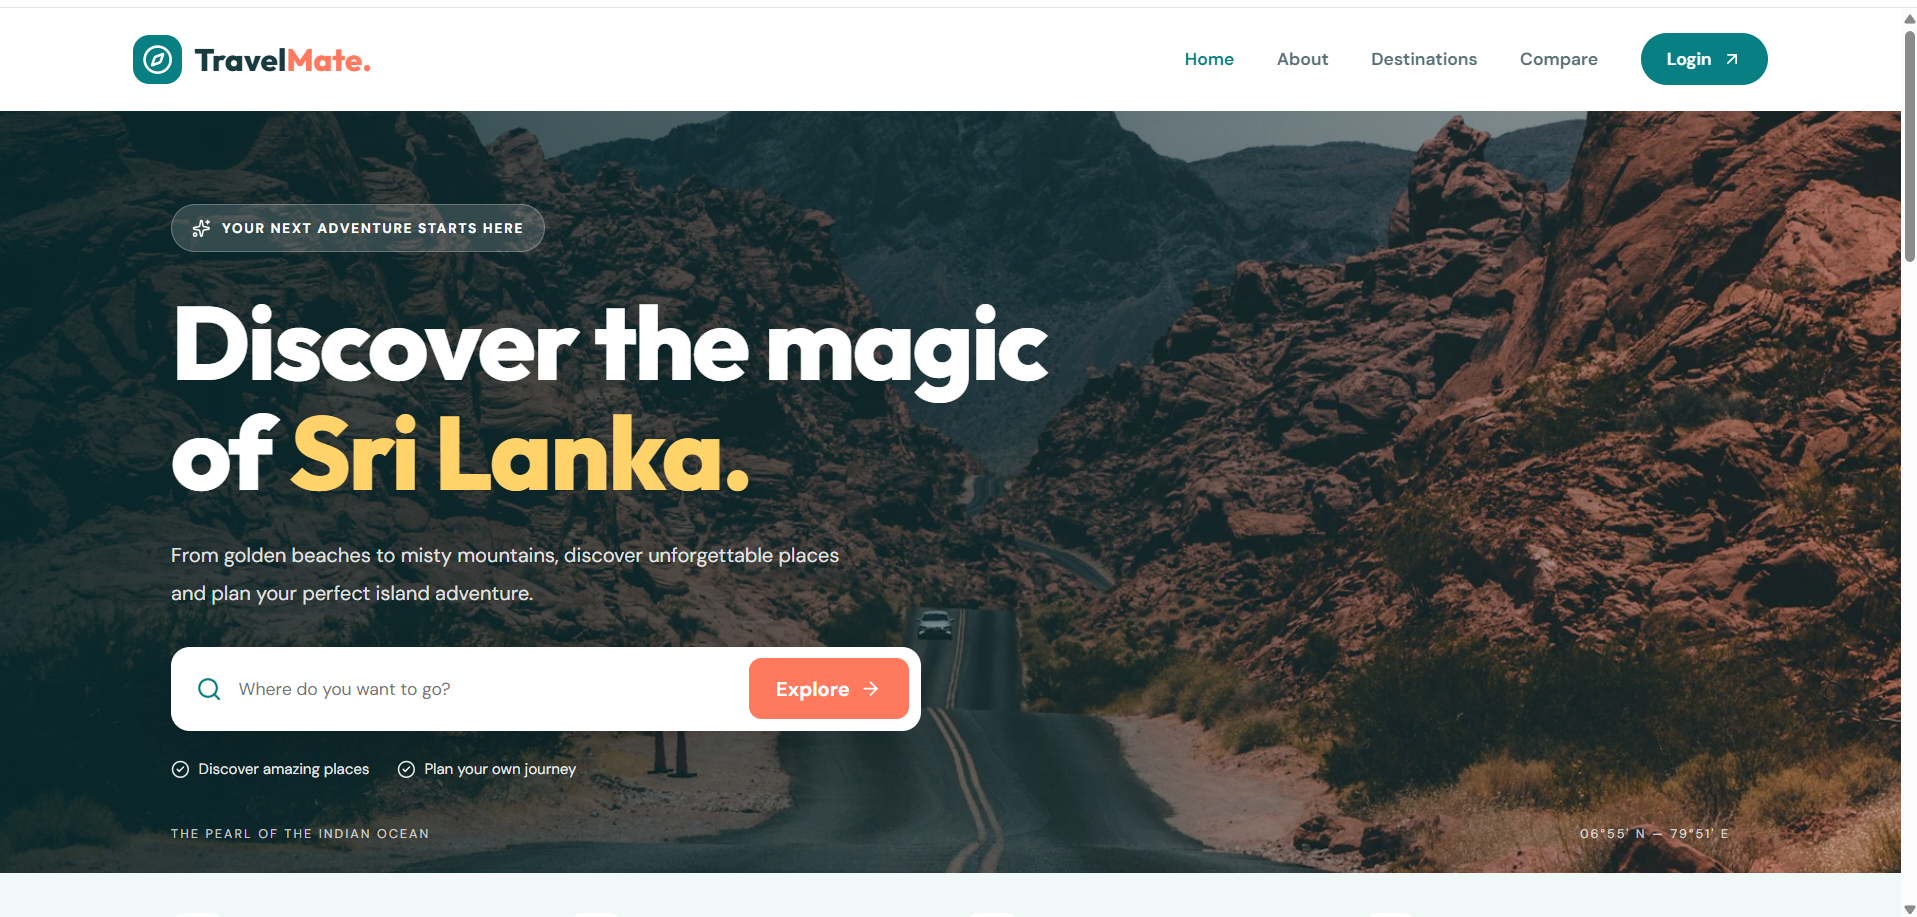 TravelMate.
Home
About
Destinations
Compare
Login
YOUR NEXT ADVENTURE STARTS HERE
Discover the magic
of Sri Lanka.
From golden beaches to misty mountains, discover unforgettable places
and plan your perfect island adventure.
Where do you want to go?
Explore
Discover amazing places
Plan your own journey
THE PEARL OF THE INDIAN OCEAN
06°55′ N — 79°51′ E